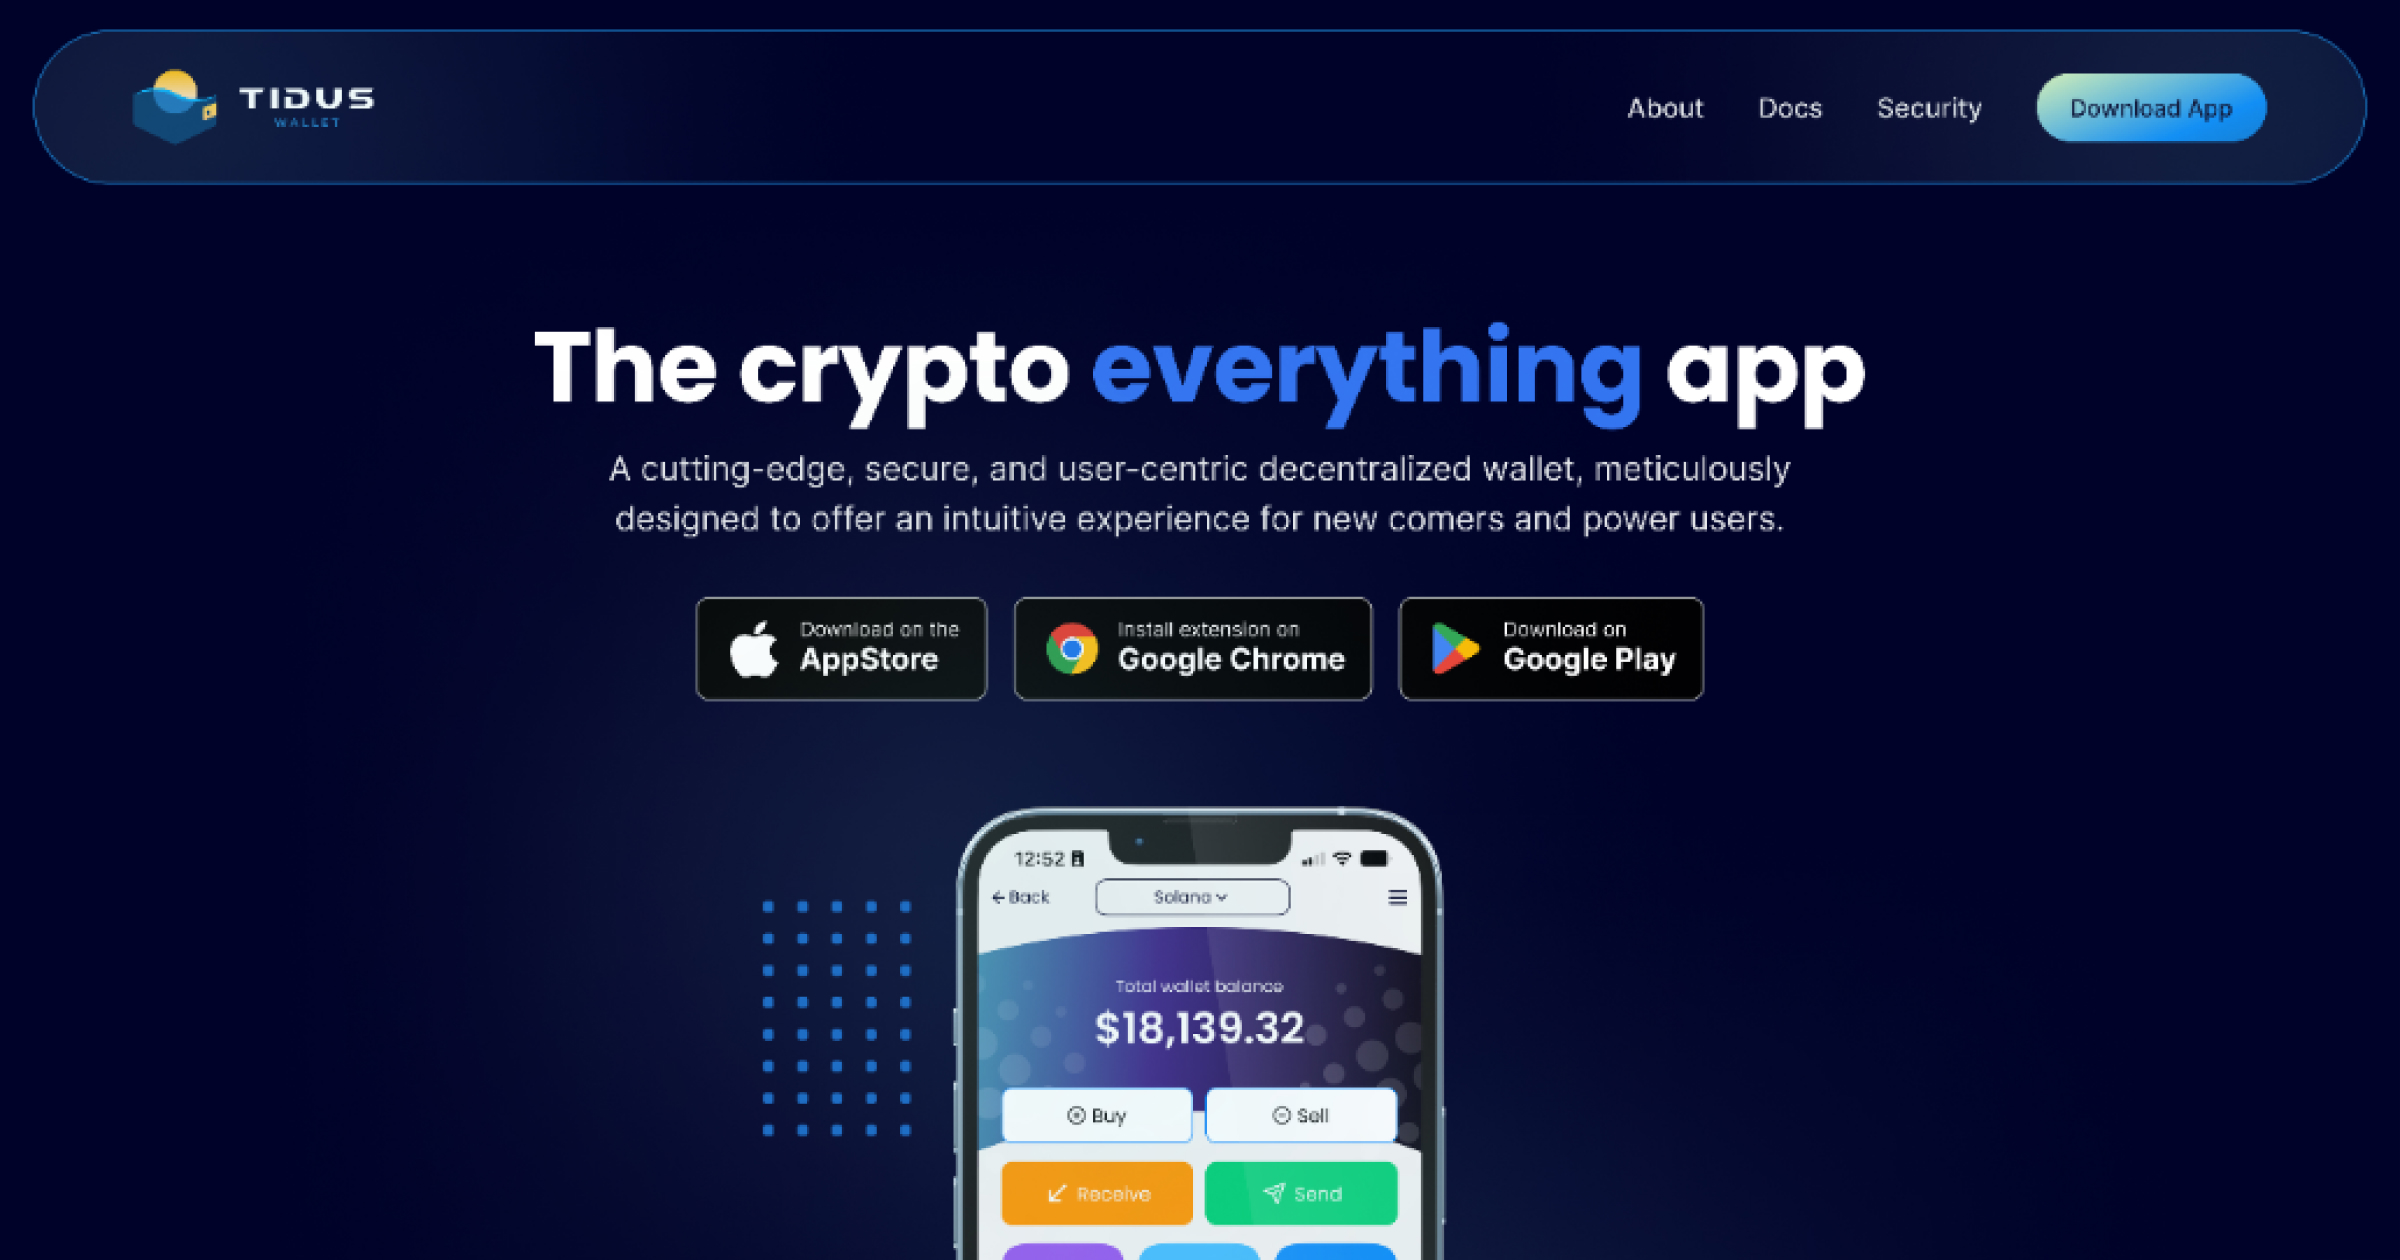 TIDUS
WALLET
About
Docs
Security
Download App
The crypto everything app
A cutting-edge, secure, and user-centric decentralized wallet, meticulously
designed to offer an intuitive experience for new comers and power users.
Download on the
AppStore
Install extension on
Google Chrome
Download on
Google Play
12:52
Back
Solana
Total wallet balance
$18,139.32
Buy
Sell
Receive
Send